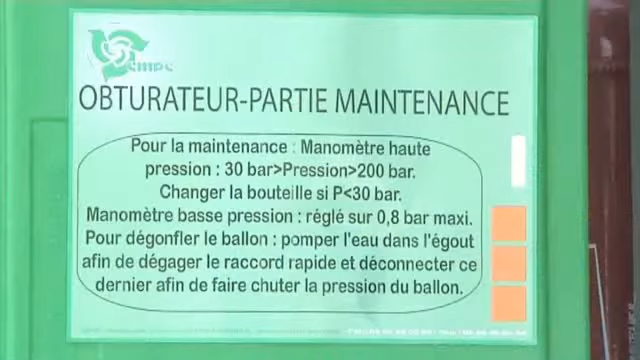 OBTURATEUR-PARTIE MAINTENANCE
Pour la maintenance : Manomètre haute
pression : 30 bar>Pression>200 bar.
Changer la bouteille si P<30 bar.
Manomètre basse pression : réglé sur 0,8 bar maxi.
Pour dégonfler le ballon : pomper l'eau dans l'égout
afin de dégager le raccord rapide et déconnecter ce
dernier afin de faire chuter la pression du ballon.